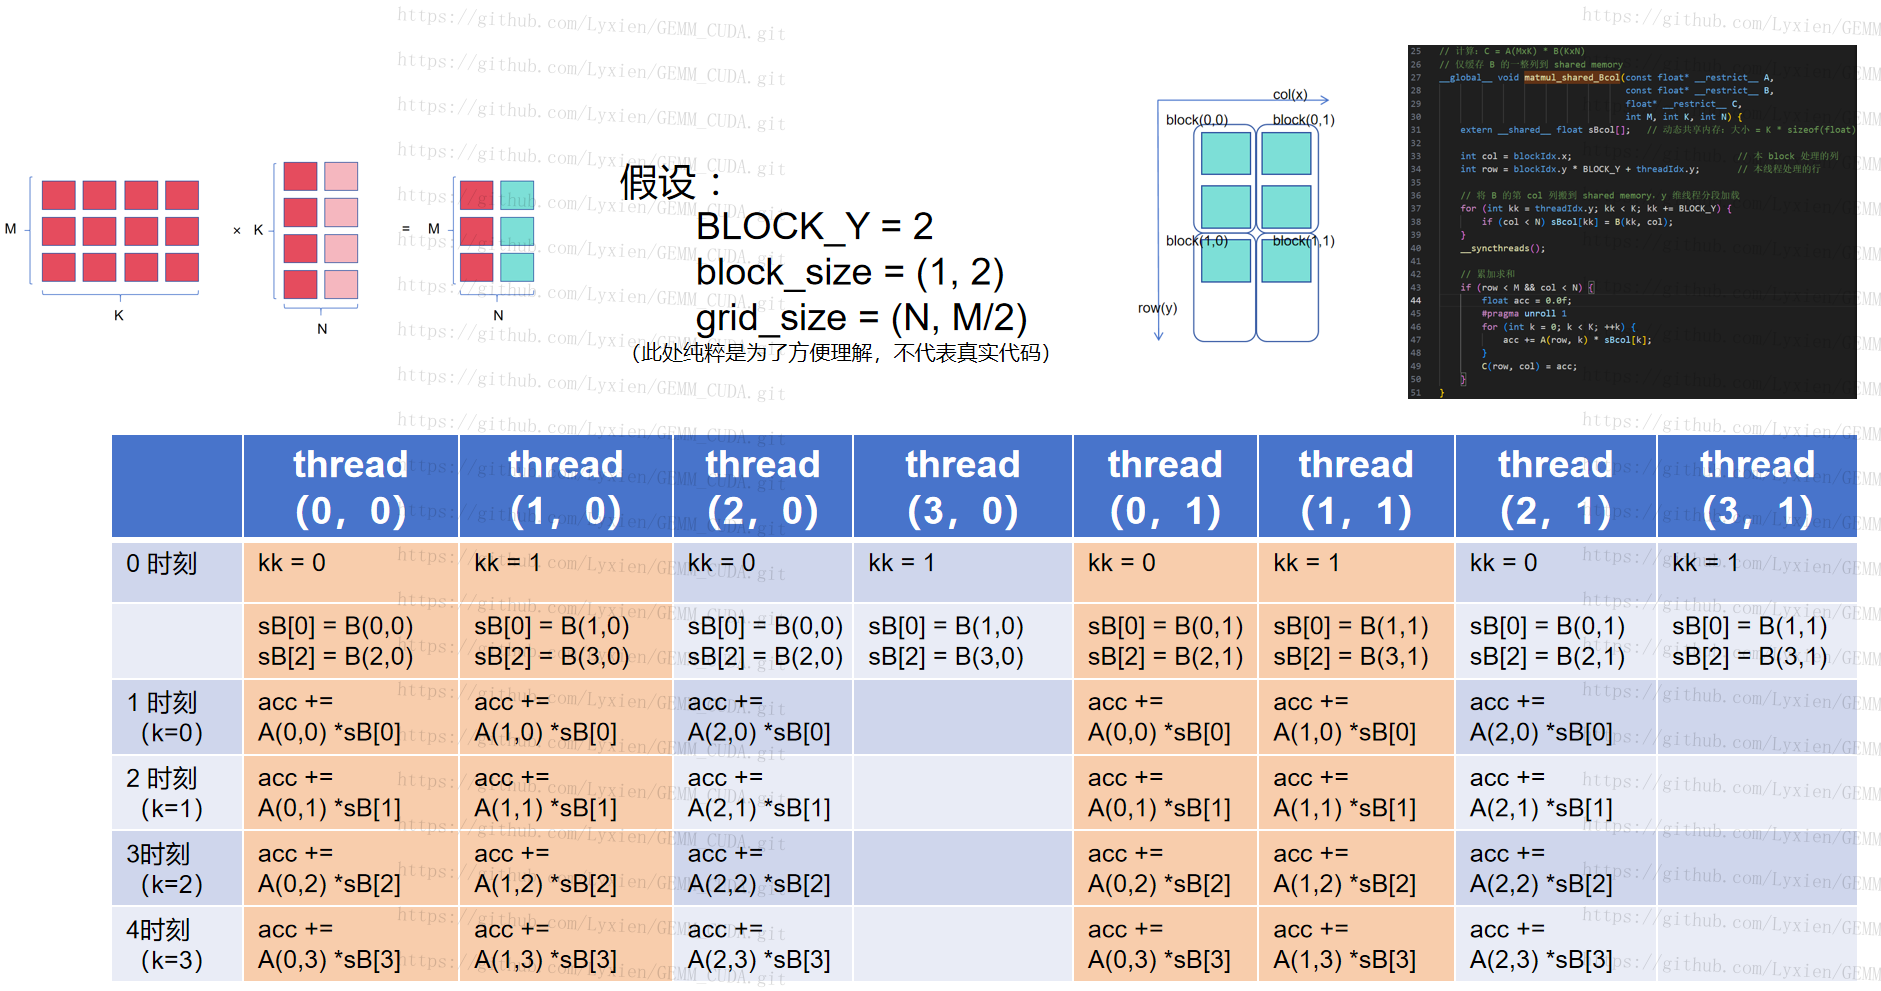 https://github.com/Lyxien/GEMM_CUDA.git
M
K
×
K
N
=
M
N
假设：
BLOCK_Y = 2
block_size = (1, 2)
grid_size = (N, M/2)
（此处纯粹是为了方便理解，不代表真实代码）
col(x)
block(0,0)
block(0,1)
block(1,0)
block(1,1)
row(y)
25 // 计算：C = A(MxK) * B(KxN)
26 // 仅缓存 B 的一整列到 shared memory
27 __global__ void matmul_shared_Bcol(const float* __restrict__ A,
28 const float* __restrict__ B,
29 float* __restrict__ C,
30 int M, int K, int N) {
31 extern __shared__ float sBcol[]; // 动态共享内存：大小 = K * sizeof(float)
32
33 int col = blockIdx.x; // 本 block 处理的列
34 int row = blockIdx.y * BLOCK_Y + threadIdx.y; // 本线程处理的行
35
36 // 将 B 的第 col 列搬到 shared memory，y 维线程分段加载
37 for (int kk = threadIdx.y; kk < K; kk += BLOCK_Y) {
38 if (col < N) sBcol[kk] = B(kk, col);
39 }
40 __syncthreads();
41
42 // 累加求和
43 if (row < M && col < N) {
44 float acc = 0.0f;
45 #pragma unroll 1
46 for (int k = 0; k < K; ++k) {
47 acc += A(row, k) * sBcol[k];
48 }
49 C(row, col) = acc;
50 }
51 }
thread (0，0) thread (1，0) thread (2，0) thread (3，0) thread (0，1) thread (1，1) thread (2，1) thread (3，1)
0 时刻 kk = 0 kk = 1 kk = 0 kk = 1 kk = 0 kk = 1 kk = 0 kk = 1
sB[0] = B(0,0) sB[0] = B(1,0) sB[0] = B(0,0) sB[0] = B(1,0) sB[0] = B(0,1) sB[0] = B(1,1) sB[0] = B(0,1) sB[0] = B(1,1)
sB[2] = B(2,0) sB[2] = B(3,0) sB[2] = B(2,0) sB[2] = B(3,0) sB[2] = B(2,1) sB[2] = B(3,1) sB[2] = B(2,1) sB[2] = B(3,1)
1 时刻 acc += acc += acc += acc += acc += acc +=
（k=0） A(0,0) *sB[0] A(1,0) *sB[0] A(2,0) *sB[0] A(0,0) *sB[0] A(1,0) *sB[0] A(2,0) *sB[0]
2 时刻 acc += acc += acc += acc += acc += acc +=
（k=1） A(0,1) *sB[1] A(1,1) *sB[1] A(2,1) *sB[1] A(0,1) *sB[1] A(1,1) *sB[1] A(2,1) *sB[1]
3时刻 acc += acc += acc += acc += acc += acc +=
（k=2） A(0,2) *sB[2] A(1,2) *sB[2] A(2,2) *sB[2] A(0,2) *sB[2] A(1,2) *sB[2] A(2,2) *sB[2]
4时刻 acc += acc += acc += acc += acc += acc +=
（k=3） A(0,3) *sB[3] A(1,3) *sB[3] A(2,3) *sB[3] A(0,3) *sB[3] A(1,3) *sB[3] A(2,3) *sB[3]